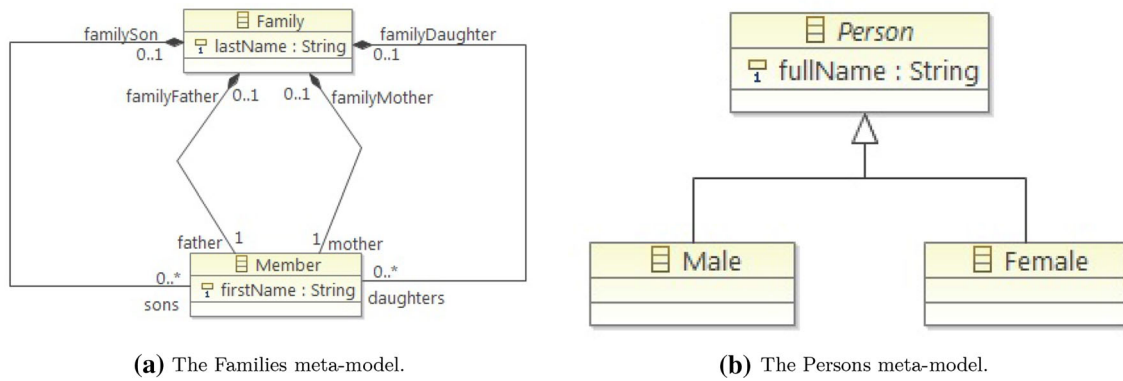 Family
lastName : String
familySon
0..1
familyDaughter
0..1
familyFather
0..1
0..1
familyMother
father
1
1
mother
Member
firstName : String
0..*
sons
0..*
daughters
(a) The Families meta-model.
Person
fullName : String
Male
Female
(b) The Persons meta-model.